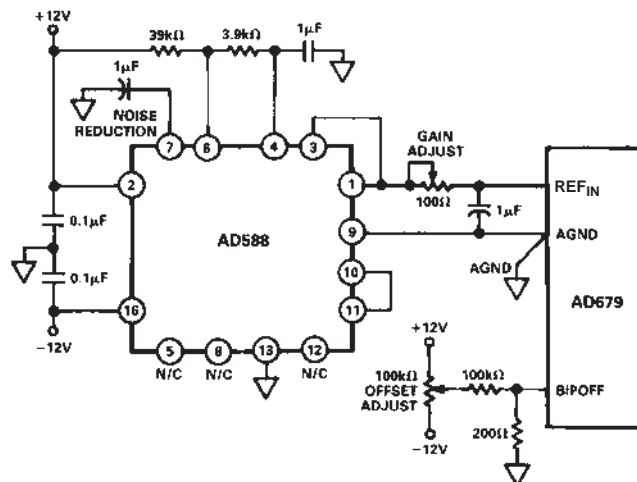 +12V
39kΩ
3.9kΩ
1µF
1µF
NOISE
REDUCTION
7
6
4
3
2
1
GAIN
ADJUST
100Ω
REFIN
1µF
0.1µF
AD588
9
AGND
AGND
10
0.1µF
11
AD679
16
-12V
5
8
13
12
N/C
N/C
N/C
+12V
100kΩ
OFFSET
ADJUST
100kΩ
BIPOFF
200Ω
-12V